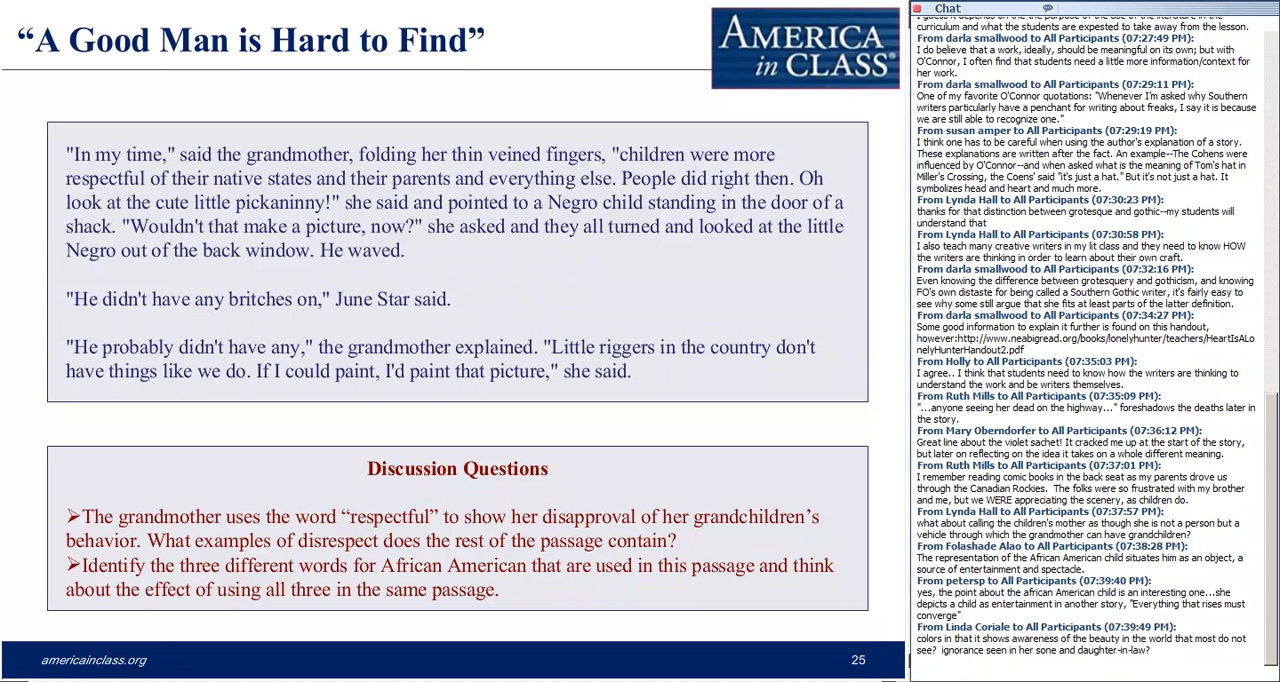 “A Good Man is Hard to Find”
AMERICA
in CLASS®
"In my time," said the grandmother, folding her thin veined fingers, "children were more
respectful of their native states and their parents and everything else. People did right then. Oh
look at the cute little pickaninny!" she said and pointed to a Negro child standing in the door of a
shack. "Wouldn't that make a picture, now?" she asked and they all turned and looked at the little
Negro out of the back window. He waved.
"He didn't have any britches on," June Star said.
"He probably didn't have any," the grandmother explained. "Little riggers in the country don't
have things like we do. If I could paint, I'd paint that picture," she said.
Discussion Questions
➢The grandmother uses the word “respectful” to show her disapproval of her grandchildren’s
behavior. What examples of disrespect does the rest of the passage contain?
➢Identify the three different words for African American that are used in this passage and think
about the effect of using all three in the same passage.
americainclass.org
25
Chat
curriculum and what the students are expected to take away from the lesson.
From darla smallwood to All Participants (07:27:49 PM):
I do believe that a work, ideally, should be meaningful on its own; but with
O'Connor, I often find that students need a little more information/context for
her work.
From darla smallwood to All Participants (07:29:11 PM):
One of my favorite O'Connor quotations: "Whenever I'm asked why Southern
writers particularly have a penchant for writing about freaks, I say it is because
we are still able to recognize one."
From susan amper to All Participants (07:29:19 PM):
I think one has to be careful when using the author's explanation of a story.
These explanations are written after the fact. An example--The Cohens were
influenced by O'Connor--and when asked what is the meaning of Tom's hat in
Miller's Crossing, the Coens' said "it's just a hat." But it's not just a hat. It
symbolizes head and heart and much more.
From Lynda Hall to All Participants (07:30:23 PM):
thanks for that distinction between grotesque and gothic--my students will
understand that
From Lynda Hall to All Participants (07:30:58 PM):
I also teach many creative writers in my lit class and they need to know HOW
the writers are thinking in order to learn about their own craft.
From darla smallwood to All Participants (07:32:16 PM):
Even knowing the difference between grotesquery and gothicism, and knowing
FO's own distaste for being called a Southern Gothic writer, it's fairly easy to
see why some still argue that she fits at least parts of the latter definition.
From darla smallwood to All Participants (07:34:27 PM):
Some good information to explain it further is found on this handout,
however:http://www.neabigread.org/books/lonelyhunter/teachers/HeartIsALo
nelyHunterHandout2.pdf
From Holly to All Participants (07:35:03 PM):
I agree.. I think that students need to know how the writers are thinking to
understand the work and be writers themselves.
From Ruth Mills to All Participants (07:35:09 PM):
"...anyone seeing her dead on the highway..." foreshadows the deaths later in
the story.
From Mary Oberndorfer to All Participants (07:36:12 PM):
Great line about the violet sachet! It cracked me up at the start of the story,
but later on reflecting on the idea it takes on a whole different meaning.
From Ruth Mills to All Participants (07:37:01 PM):
I remember reading comic books in the back seat as my parents drove us
through the Canadian Rockies.  The folks were so frustrated with my brother
and me, but we WERE appreciating the scenery, as children do.
From Lynda Hall to All Participants (07:37:57 PM):
what about calling the children's mother as though she is not a person but a
vehicle through which the grandmother can have grandchildren?
From Folashade Alao to All Participants (07:38:28 PM):
The representation of the African American child situates him as an object, a
source of entertainment and spectacle.
From petersp to All Participants (07:39:40 PM):
yes, the point about the african American child is an interesting one...she
depicts a child as entertainment in another story, "Everything that rises must
converge"
From Linda Coriale to All Participants (07:39:49 PM):
colors in that it shows awareness of the beauty in the world that most do not
see?  ignorance seen in her sone and daughter-in-law?